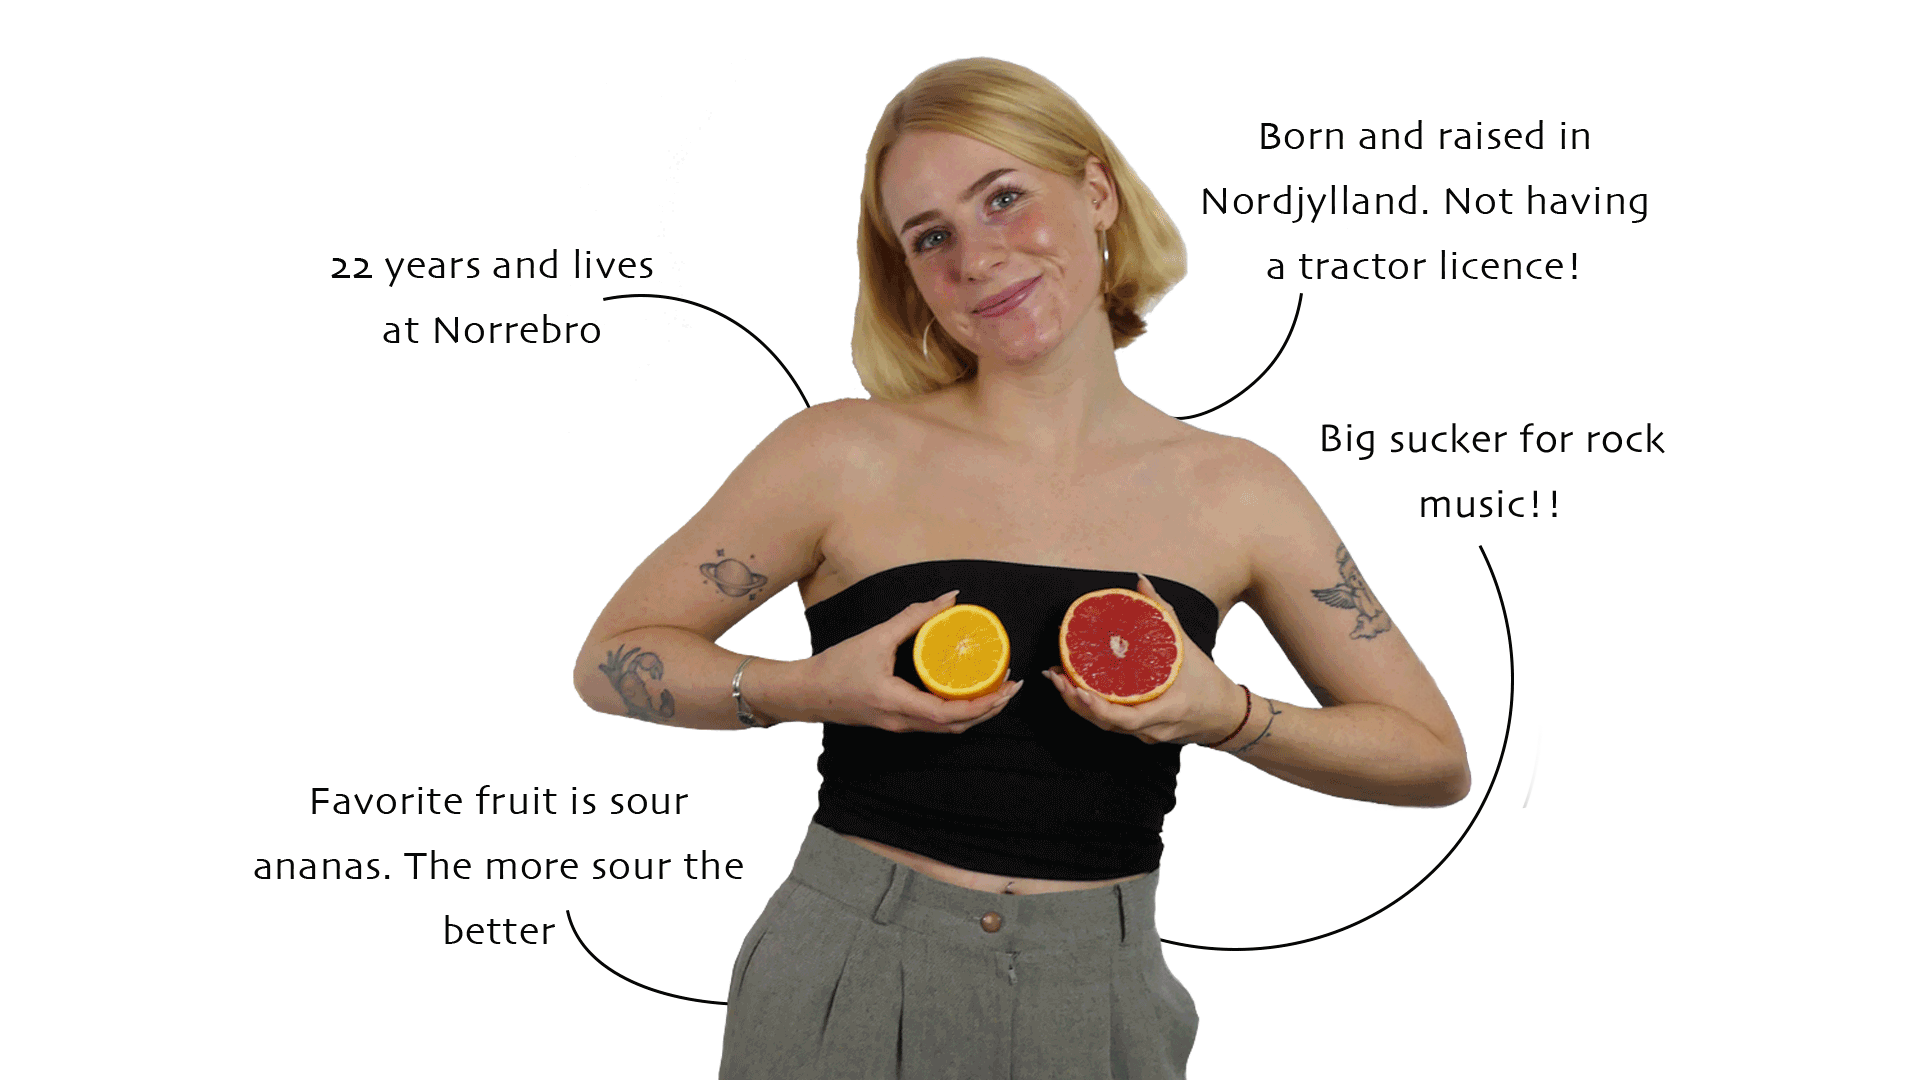 22 years and lives
at Norrebro
Born and raised in
Nordjylland. Not having
a tractor licence!
Big sucker for rock
music!!
Favorite fruit is sour
ananas. The more sour the
better